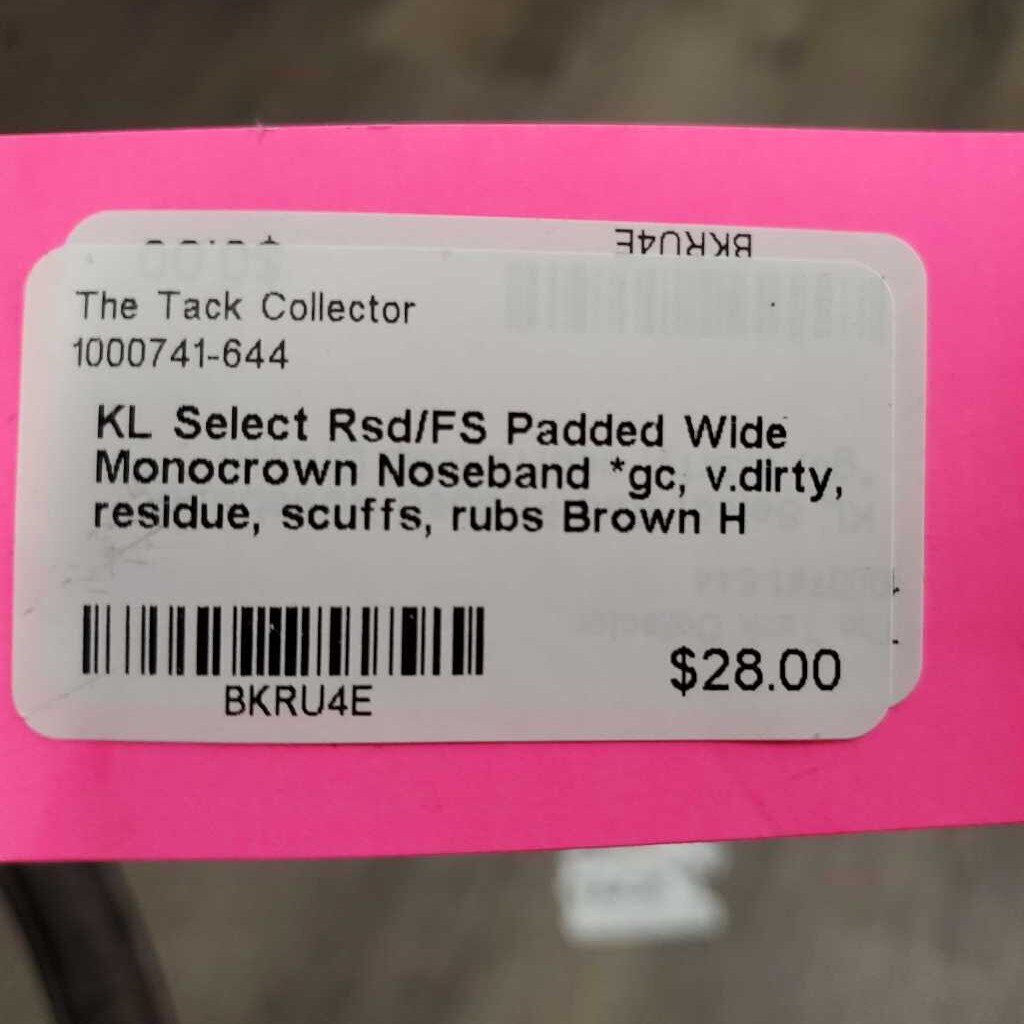 BKRU4E
The Tack Collector
1000741-644
KL Select Rsd/FS Padded Wide
Monocrown Noseband *gc, v.dirty,
residue, scuffs, rubs Brown H
BKRU4E
$28.00